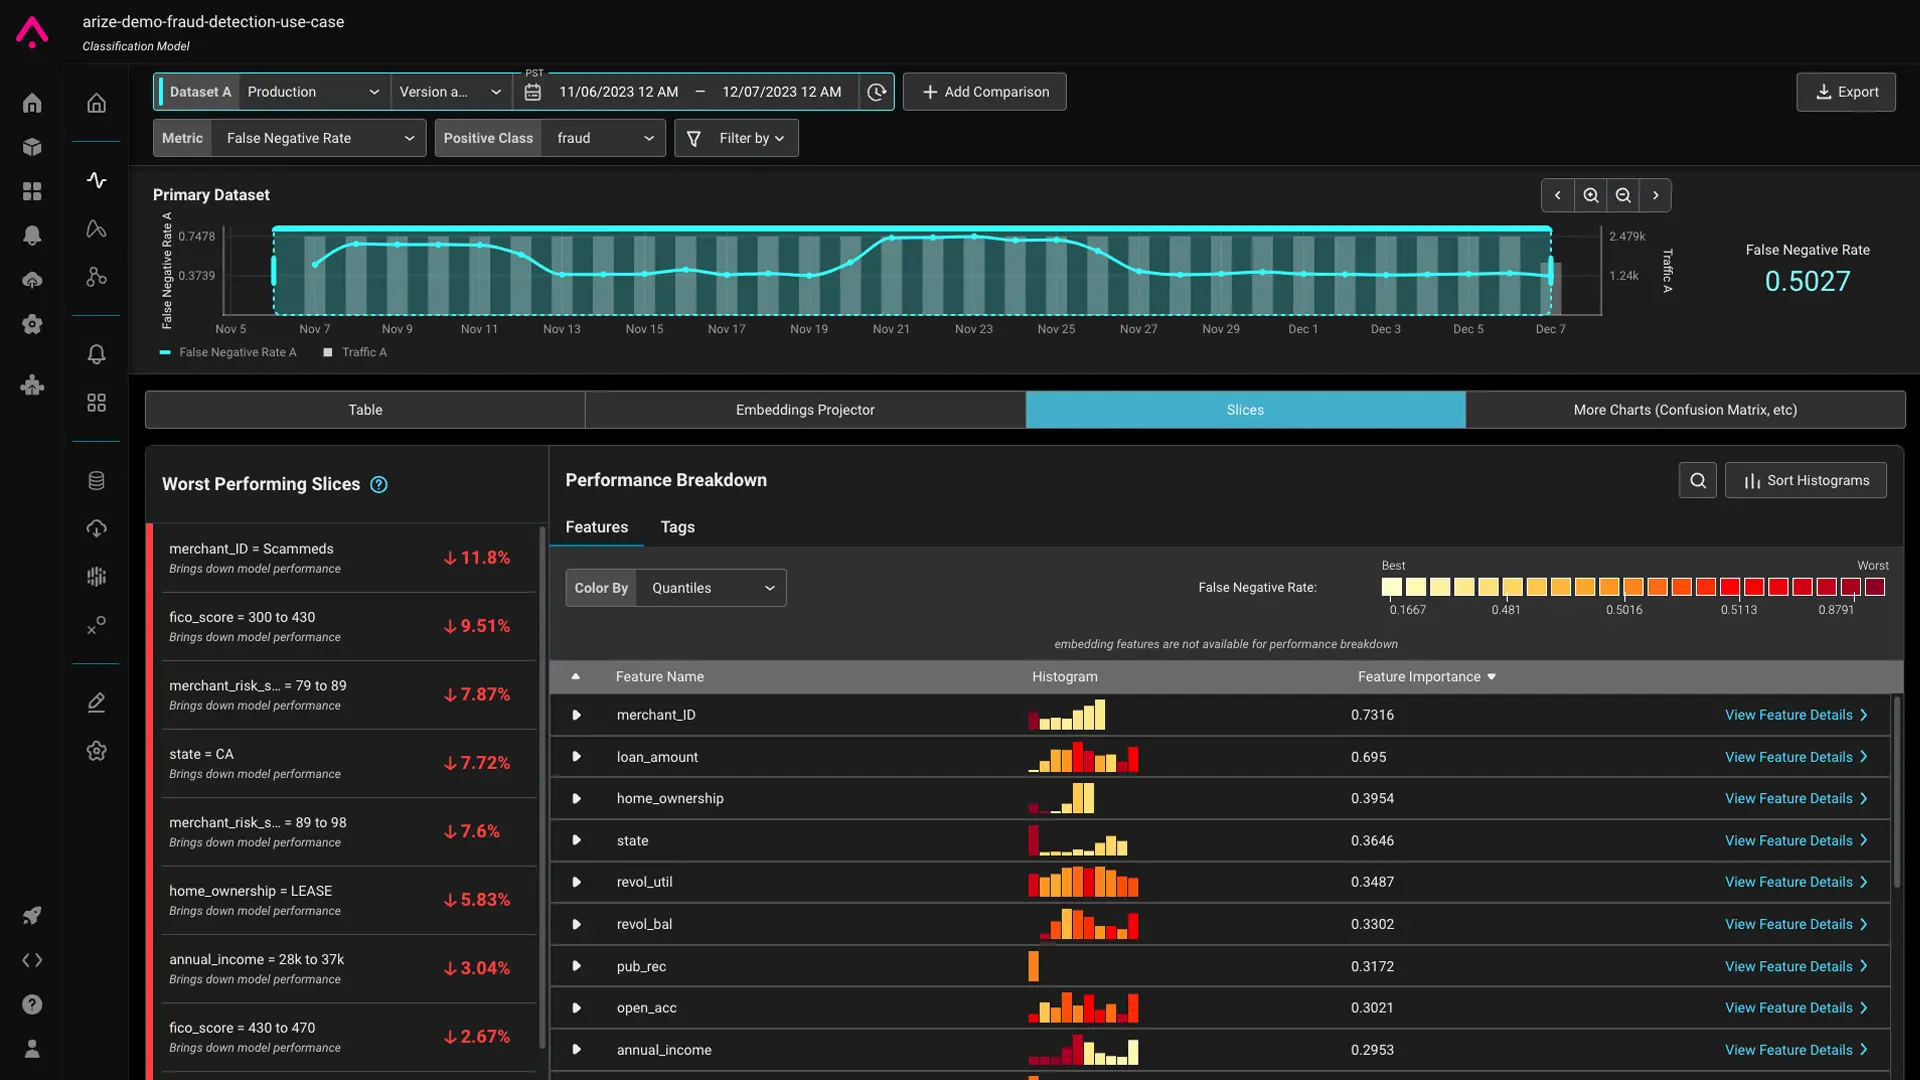 arize-demo-fraud-detection-use-case
Classification Model
Dataset A Production Version a... PST 11/06/2023 12 AM – 12/07/2023 12 AM Add Comparison Export
Metric False Negative Rate Positive Class fraud Filter by
Primary Dataset
False Negative Rate A
0.7478
0.3739
2.479k
1.24k
Traffic A
Nov 5 Nov 7 Nov 9 Nov 11 Nov 13 Nov 15 Nov 17 Nov 19 Nov 21 Nov 23 Nov 25 Nov 27 Nov 29 Dec 1 Dec 3 Dec 5 Dec 7
False Negative Rate A Traffic A
False Negative Rate
0.5027
Table Embeddings Projector Slices More Charts (Confusion Matrix, etc)
Worst Performing Slices ?
merchant_ID = Scammeds
Brings down model performance
11.8%
fico_score = 300 to 430
Brings down model performance
9.51%
merchant_risk_s... = 79 to 89
Brings down model performance
7.87%
state = CA
Brings down model performance
7.72%
merchant_risk_s... = 89 to 98
Brings down model performance
7.6%
home_ownership = LEASE
Brings down model performance
5.83%
annual_income = 28k to 37k
Brings down model performance
3.04%
fico_score = 430 to 470
Brings down model performance
2.67%
Performance Breakdown
Sort Histograms
Features Tags
Color By Quantiles
False Negative Rate:
Best Worst
0.1667 0.481 0.5016 0.5113 0.8791
embedding features are not available for performance breakdown
Feature Name Histogram Feature Importance
merchant_ID 0.7316 View Feature Details
loan_amount 0.695 View Feature Details
home_ownership 0.3954 View Feature Details
state 0.3646 View Feature Details
revol_util 0.3487 View Feature Details
revol_bal 0.3302 View Feature Details
pub_rec 0.3172 View Feature Details
open_acc 0.3021 View Feature Details
annual_income 0.2953 View Feature Details